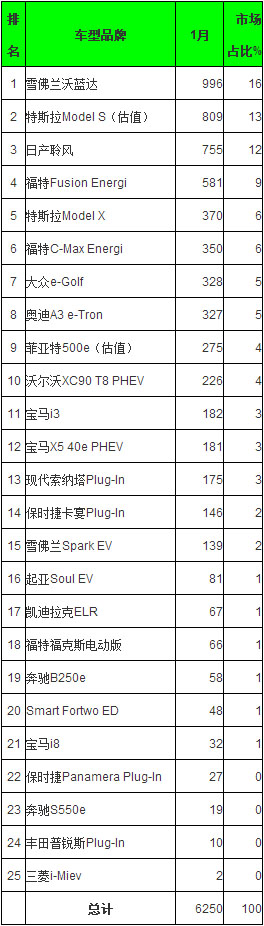 排名 车型品牌 1月 市场占比%
1 雪佛兰沃蓝达 996 16
2 特斯拉Model S（估值） 809 13
3 日产聆风 755 12
4 福特Fusion Energi 581 9
5 特斯拉Model X 370 6
6 福特C-Max Energi 350 6
7 大众e-Golf 328 5
8 奥迪A3 e-Tron 327 5
9 菲亚特500e（估值） 275 4
10 沃尔沃XC90 T8 PHEV 226 4
11 宝马i3 182 3
12 宝马X5 40e PHEV 181 3
13 现代索纳塔Plug-In 175 3
14 保时捷卡宴Plug-In 146 2
15 雪佛兰Spark EV 139 2
16 起亚Soul EV 81 1
17 凯迪拉克ELR 67 1
18 福特福克斯电动版 66 1
19 奔驰B250e 58 1
20 Smart Fortwo ED 48 1
21 宝马i8 32 1
22 保时捷Panamera Plug-In 27 0
23 奔驰S550e 19 0
24 丰田普锐斯Plug-In 10 0
25 三菱i-Miev 2 0
总计 6250 100